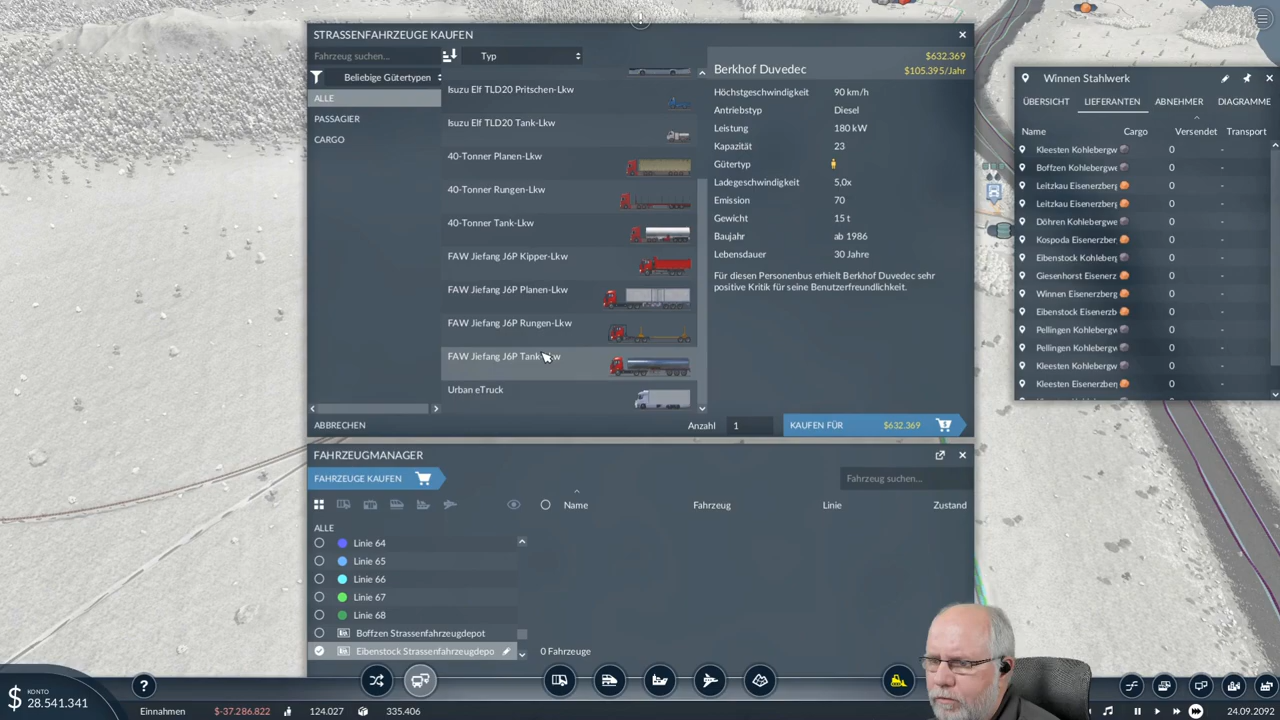 STRASSENFAHRZEUGE KAUFEN
Fahrzeug suchen...
Typ
Beliebige Gütertypen
ALLE
PASSAGIER
CARGO
Isuzu Elf TLD20 Pritschen-Lkw
Isuzu Elf TLD20 Tank-Lkw
40-Tonner Planen-Lkw
40-Tonner Rungen-Lkw
40-Tonner Tank-Lkw
FAW Jiefang J6P Kipper-Lkw
FAW Jiefang J6P Planen-Lkw
FAW Jiefang J6P Rungen-Lkw
FAW Jiefang J6P Tank-Lkw
Urban eTruck
$632.369
Berkhof Duvedec
$105.395/Jahr
Höchstgeschwindigkeit 90 km/h
Antriebstyp Diesel
Leistung 180 kW
Kapazität 23
Gütertyp
Ladegeschwindigkeit 5,0x
Emission 70
Gewicht 15 t
Baujahr ab 1986
Lebensdauer 30 Jahre
Für diesen Personenbus erhielt Berkhof Duvedec sehr
positive Kritik für seine Benutzerfreundlichkeit.
ABBRECHEN
Anzahl 1
KAUFEN FÜR $632.369
Winnen Stahlwerk
ÜBERSICHT LIEFERANTEN ABNEHMER DIAGRAMME
Name Cargo Versendet Transport
Kleesten Kohlebergwe 0 -
Boffzen Kohlebergwe 0 -
Leitzkau Eisenerzberg 0 -
Leitzkau Eisenerzberg 0 -
Döhren Kohlebergwe 0 -
Kospoda Eisenerzber 0 -
Eibenstock Kohleberg 0 -
Giesenhorst Eisenerz 0 -
Winnen Eisenerzberg 0 -
Eibenstock Eisenerzb 0 -
Pellingen Kohlebergw 0 -
Pellingen Kohlebergw 0 -
Kleesten Kohlebergw 0 -
Kleesten Eisenerzberg 0 -
FAHRZEUGMANAGER
FAHRZEUGE KAUFEN
Fahrzeug suchen...
Name Fahrzeug Linie Zustand
ALLE
Linie 64
Linie 65
Linie 66
Linie 67
Linie 68
Boffzen Strassenfahrzeugdepot
Eibenstock Strassenfahrzeugdepo 0 Fahrzeuge
$ KONTO
28.541.341
?
Einnahmen $-37.286.822 124.027 335.406
24.09.2092